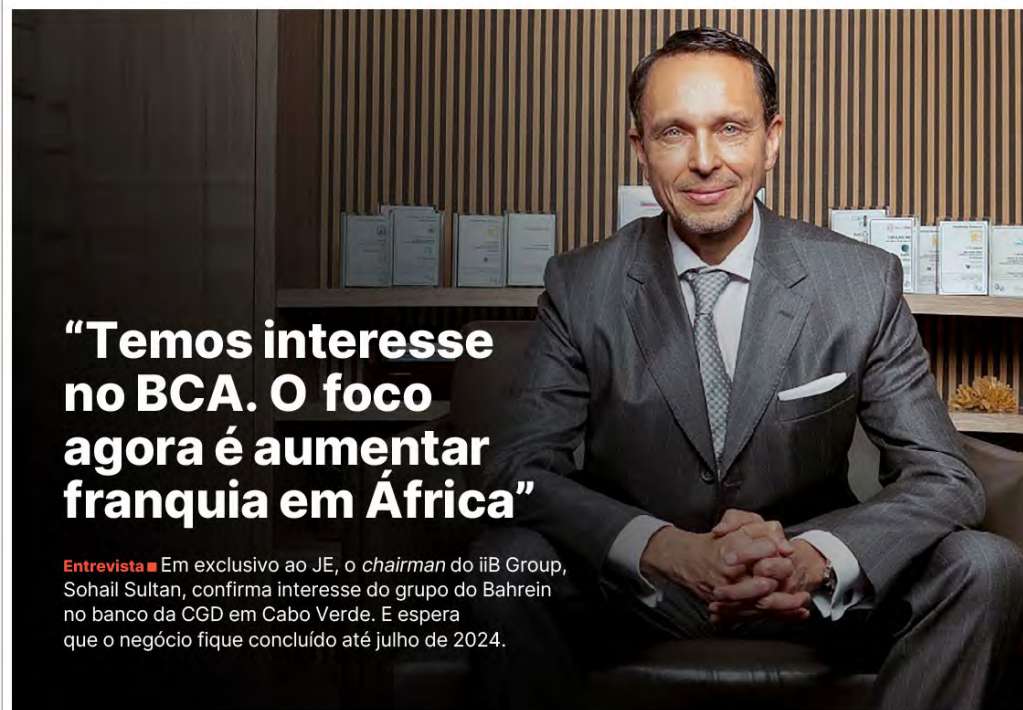 “Temos interesse
no BCA. O foco
agora é aumentar
franquia em África”
Entrevista ■ Em exclusivo ao JE, o chairman do iiB Group,
Sohail Sultan, confirma interesse do grupo do Bahrein
no banco da CGD em Cabo Verde. E espera
que o negócio fique concluído até julho de 2024.